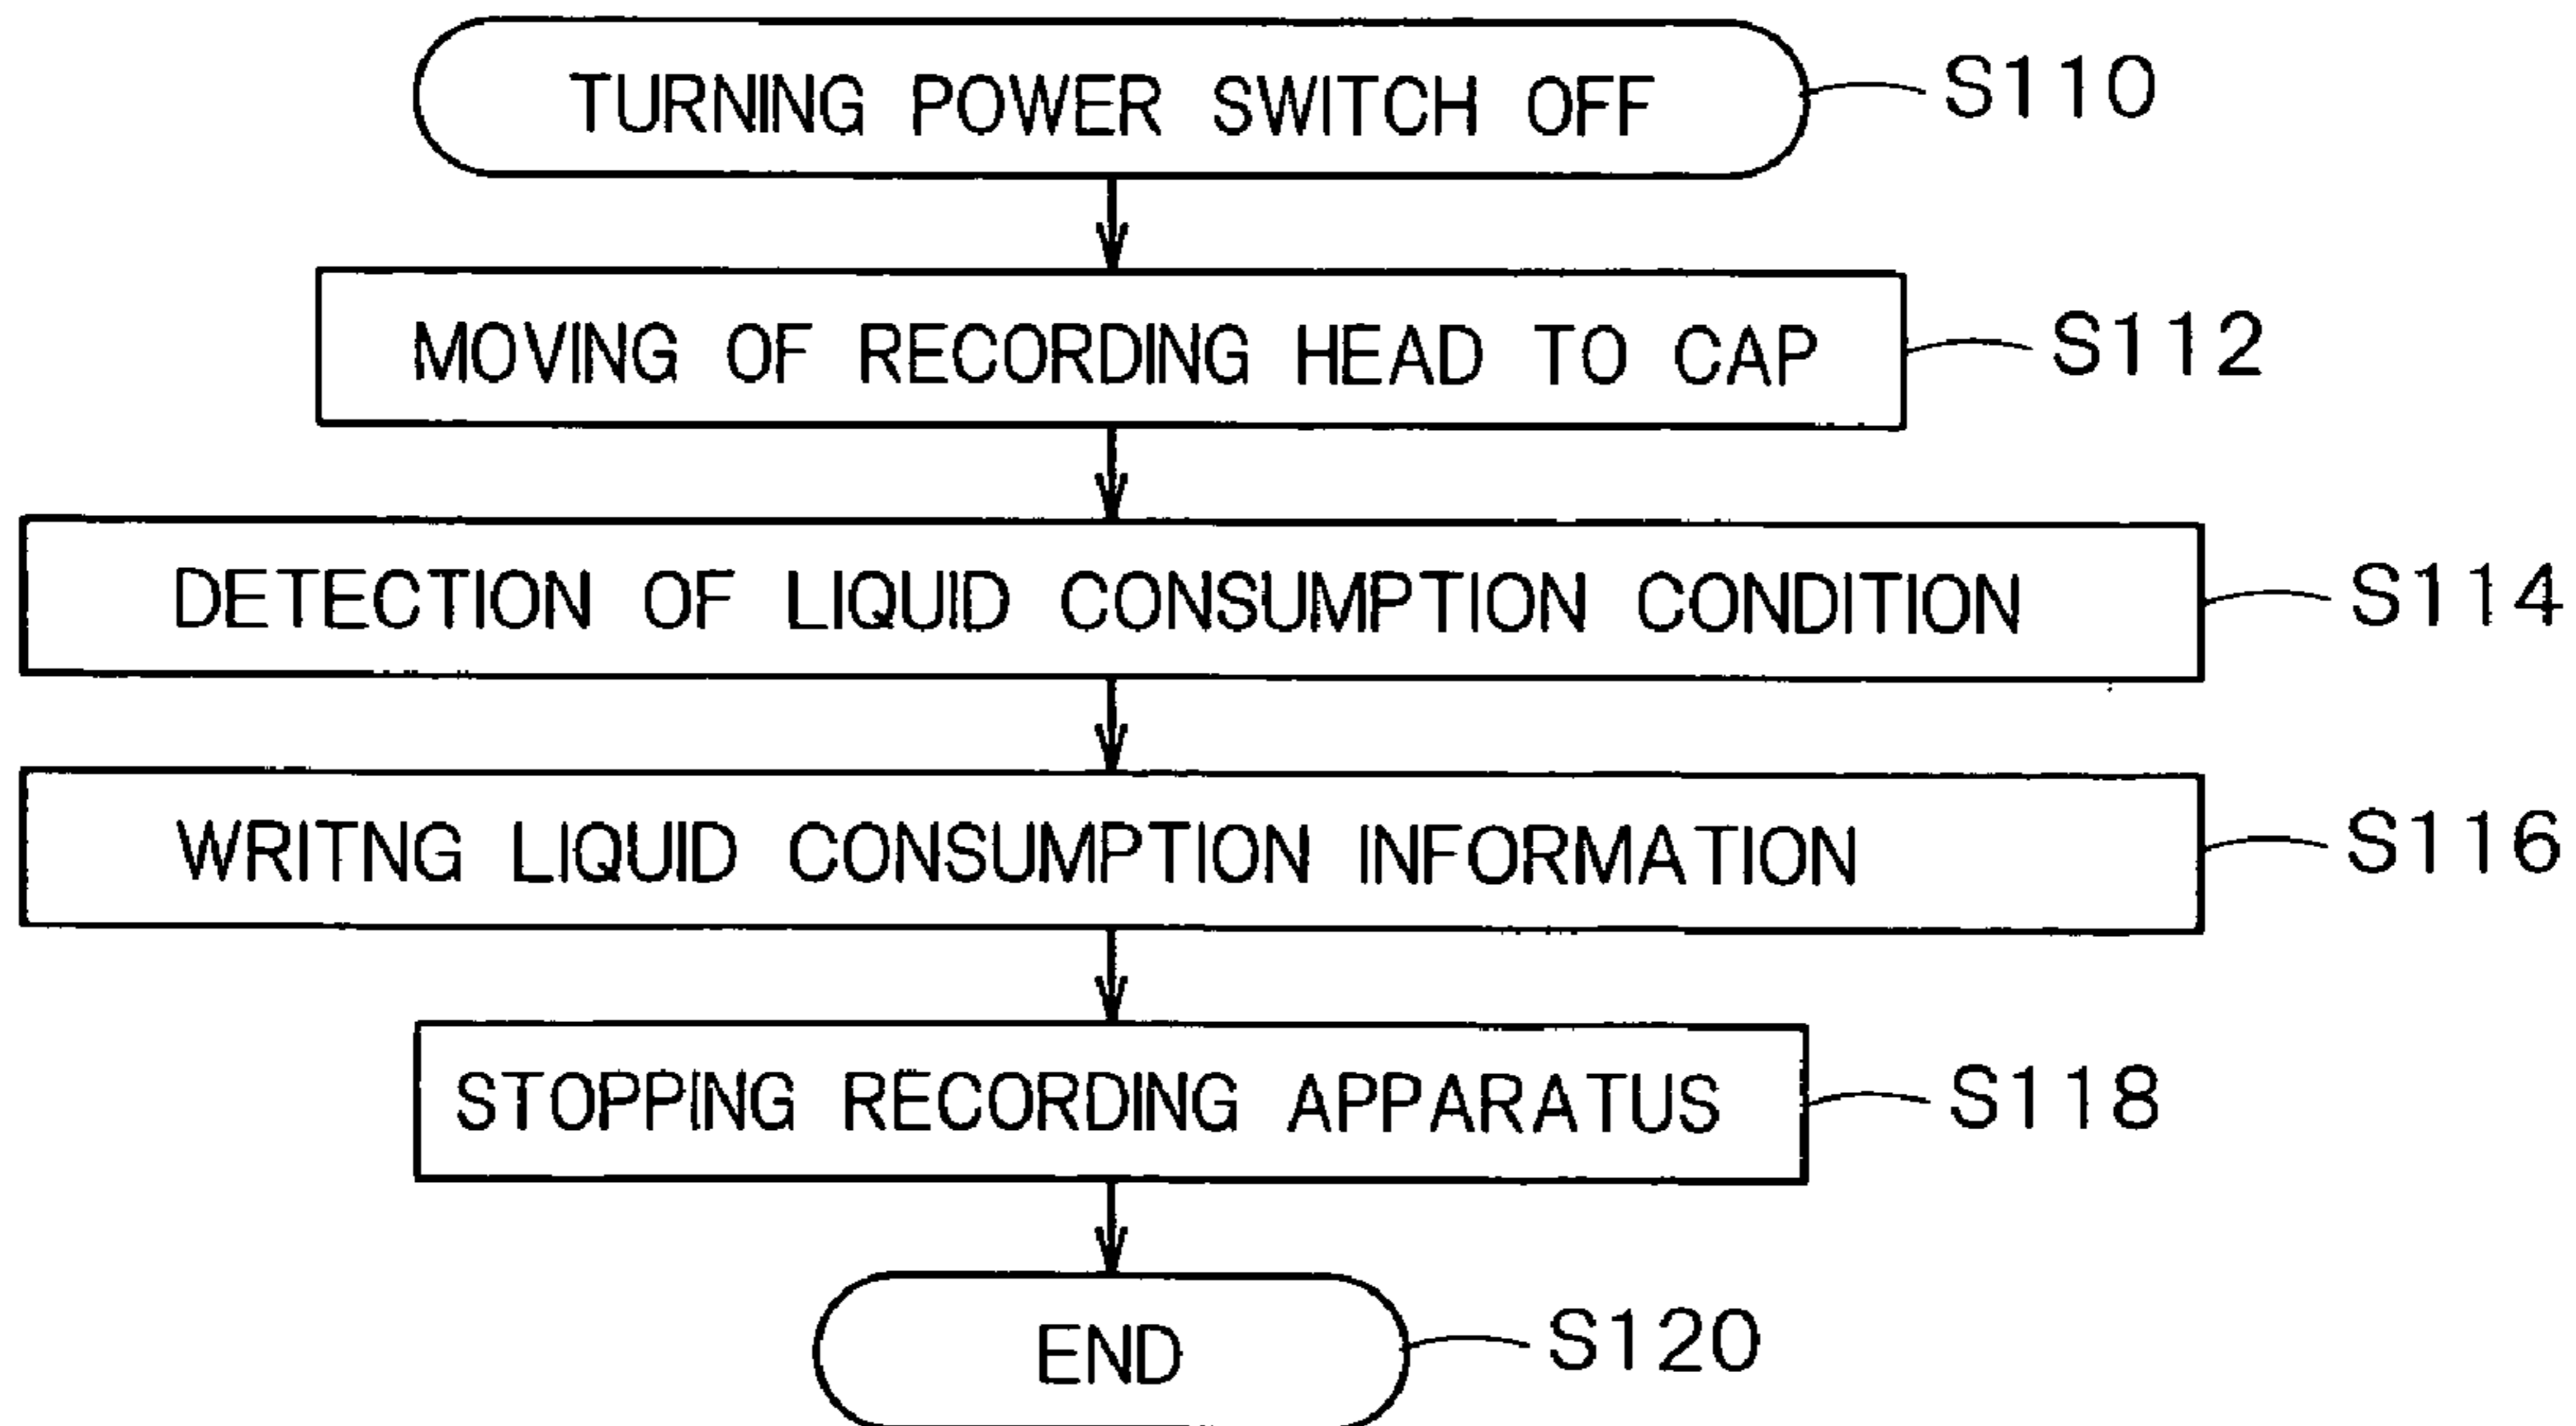 TURNING POWER SWITCH OFF S110
MOVING OF RECORDING HEAD TO CAP S112
DETECTION OF LIQUID CONSUMPTION CONDITION S114
WRITNG LIQUID CONSUMPTION INFORMATION S116
STOPPING RECORDING APPARATUS S118
END S120